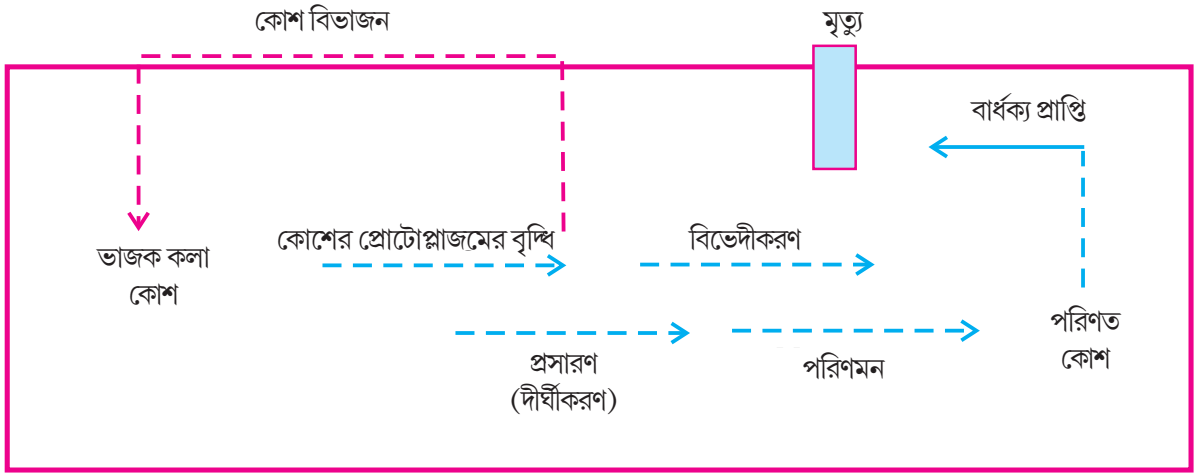 কোশ বিভাজন
মৃত্যু
বার্ধক্য প্রাপ্তি
কোশের প্রোটোপ্লাজমের বৃদ্ধি
বিভেদীকরণ
ভাজক কলা
কোশ
পরিণত
কোশ
প্রসারণ
(দীর্ঘীকরণ)
পরিণমন